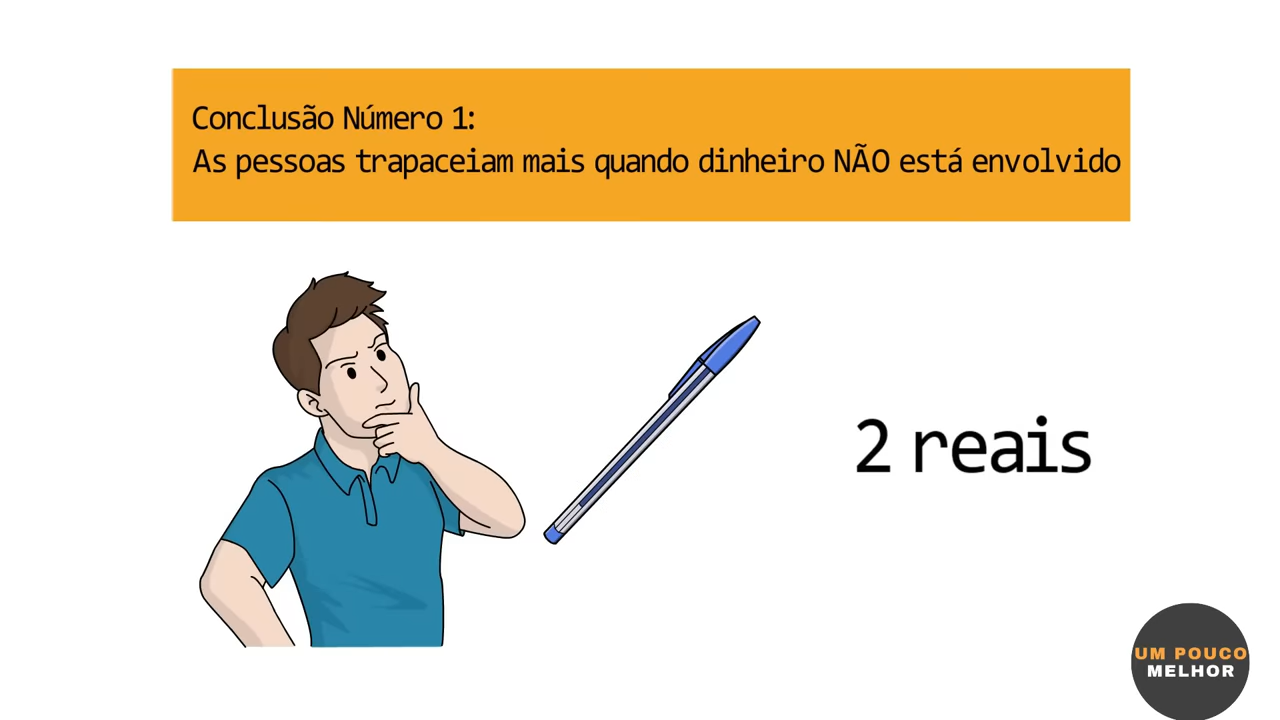 Conclusão Número 1:
As pessoas trapaceiam mais quando dinheiro NÃO está envolvido
2 reais
UM POUCO
MELHOR